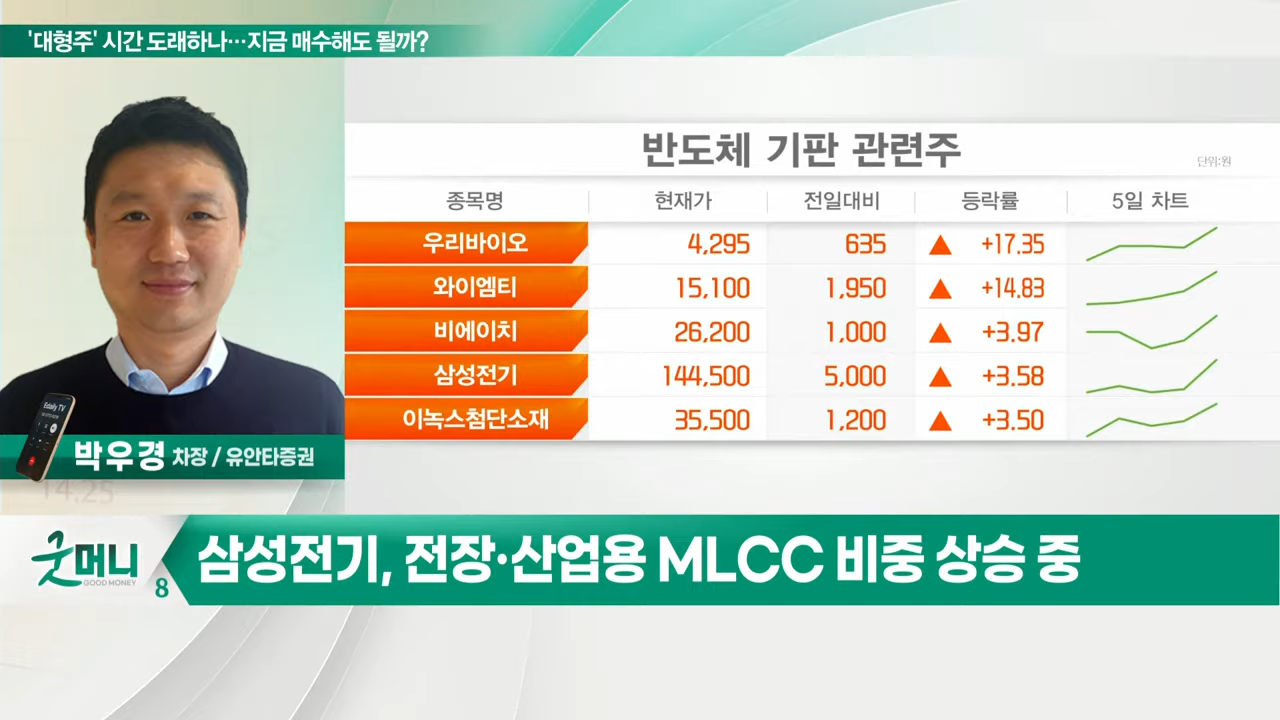 '대형주' 시간 도래하나…지금 매수해도 될까?
반도체 기판 관련주
단위:원
종목명 현재가 전일대비 등락률 5일 차트
우리바이오 4,295 635 ▲ +17.35
와이엠티 15,100 1,950 ▲ +14.83
비에이치 26,200 1,000 ▲ +3.97
삼성전기 144,500 5,000 ▲ +3.58
이녹스첨단소재 35,500 1,200 ▲ +3.50
Edaily TV
박우경 차장 / 유안타증권
14.25
굿머니
GOOD MONEY
8
삼성전기, 전장·산업용 MLCC 비중 상승 중